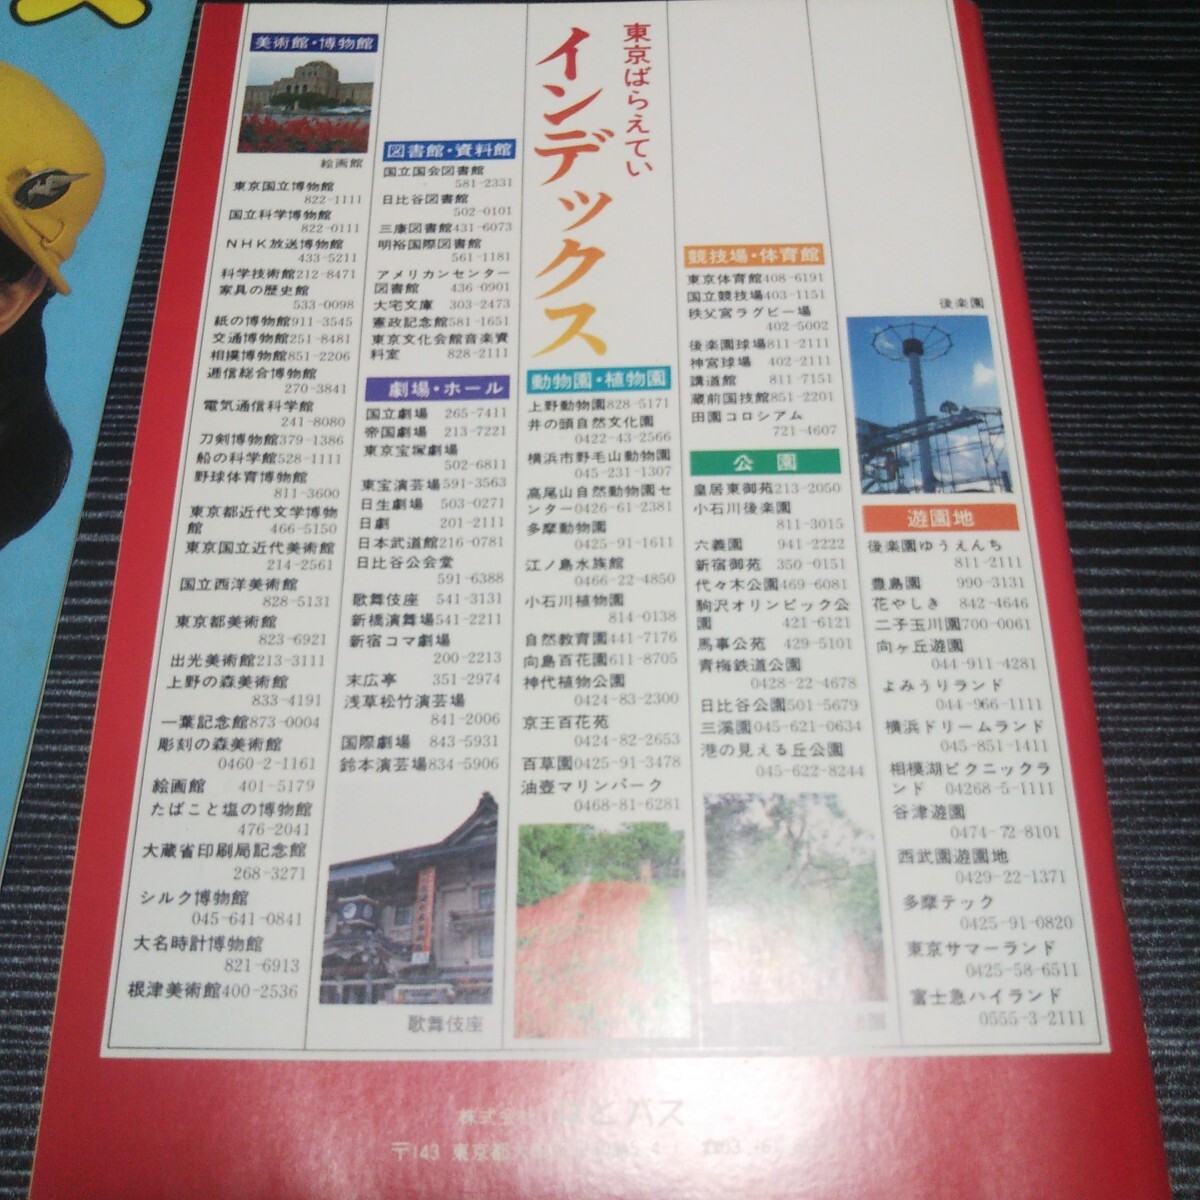 東京ばらえてい
インデックス
美術館・博物館
絵画館
東京国立博物館
822-1111
国立科学博物館
822-0111
NHK放送博物館
433-5211
科学技術館212-8471
家具の歴史館
533-0098
紙の博物館911-3545
交通博物館251-8481
相撲博物館851-2206
逓信総合博物館
270-3841
電気通信科学館
241-8080
刀剣博物館379-1386
船の科学館528-1111
野球体育博物館
811-3600
東京都近代文学博物
館 466-5150
東京国立近代美術館
214-2561
国立西洋美術館
828-5131
東京都美術館
823-6921
出光美術館213-3111
上野の森美術館
833-4191
一葉記念館873-0004
彫刻の森美術館
0460-2-1161
絵画館 401-5179
たばこと塩の博物館
476-2041
大蔵省印刷局記念館
268-3271
シルク博物館
045-641-0841
大名時計博物館
821-6913
根津美術館400-2536
図書館・資料館
国立国会図書館
581-2331
日比谷図書館
502-0101
三康図書館431-6073
明裕国際図書館
561-1181
アメリカンセンター
図書館 436-0901
大宅文庫 303-2473
憲政記念館581-1651
東京文化会館音楽資
料室 828-2111
劇場・ホール
国立劇場 265-7411
帝国劇場 213-7221
東京宝塚劇場
502-6811
東宝演芸場591-3563
日生劇場 503-0271
日劇 201-2111
日本武道館216-0781
日比谷公会堂
591-6388
歌舞伎座 541-3131
新橋演舞場541-2211
新宿コマ劇場
200-2213
末広亭 351-2974
浅草松竹演芸場
841-2006
国際劇場 843-5931
鈴本演芸場834-5906
歌舞伎座
動物園・植物園
上野動物園828-5171
井の頭自然文化園
0422-43-2566
横浜市野毛山動物園
045-231-1307
高尾山自然動物園セ
ンター0426-61-2381
多摩動物園
0425-91-1611
江ノ島水族館
0466-22-4850
小石川植物園
814-0138
自然教育園441-7176
向島百花園611-8705
神代植物公園
0424-83-2300
京王百花苑
0424-82-2653
百草園0425-91-3478
油壺マリンパーク
0468-81-6281
競技場・体育館
東京体育館408-6191
国立競技場403-1151
秩父宮ラグビー場
402-5002
後楽園球場811-2111
神宮球場 402-2111
講道館 811-7151
蔵前国技館851-2201
田園コロシアム
721-4607
公園
皇居東御苑213-2050
小石川後楽園
811-3015
六義園 941-2222
新宿御苑 350-0151
代々木公園469-6081
駒沢オリンピック公
園 421-6121
馬事公苑 429-5101
青梅鉄道公園
0428-22-4678
日比谷公園501-5679
三溪園045-621-0634
港の見える丘公園
045-622-8244
後楽園
遊園地
後楽園ゆうえんち
811-2111
豊島園 990-3131
花やしき 842-4646
二子玉川園700-0061
向ヶ丘遊園
044-911-4281
よみうりランド
044-966-1111
横浜ドリームランド
045-851-1411
相模湖ピクニックラ
ンド 04268-5-1111
谷津遊園
0474-72-8101
西武園遊園地
0429-22-1371
多摩テック
0425-91-0820
東京サマーランド
0425-58-6511
富士急ハイランド
0555-3-2111
株式会社はとバス
〒143 東京都大